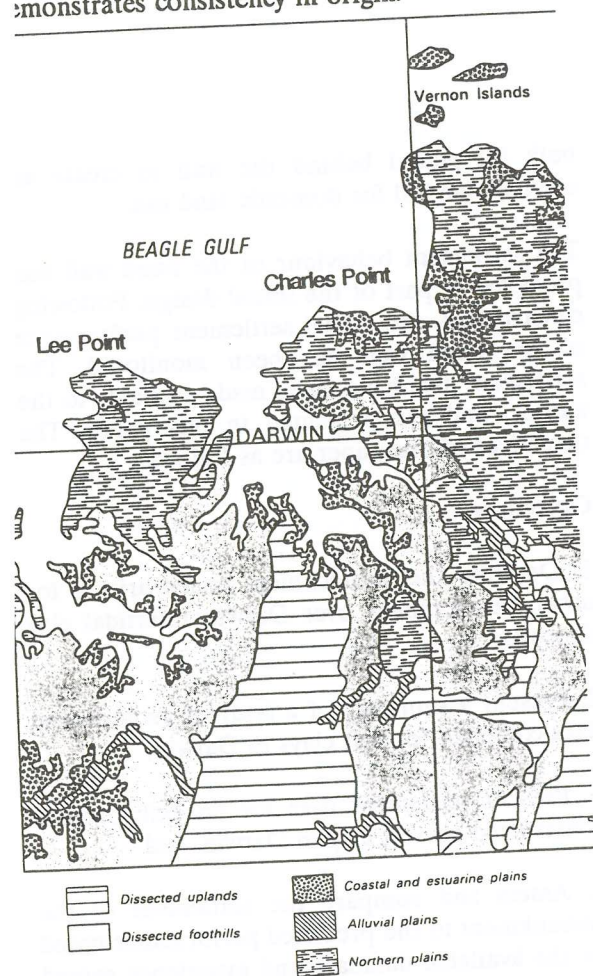 demonstrates consistency in origin
Vernon Islands
BEAGLE GULF
Charles Point
Lee Point
DARWIN
Dissected uplands
Dissected foothills
Coastal and estuarine plains
Alluvial plains
Northern plains